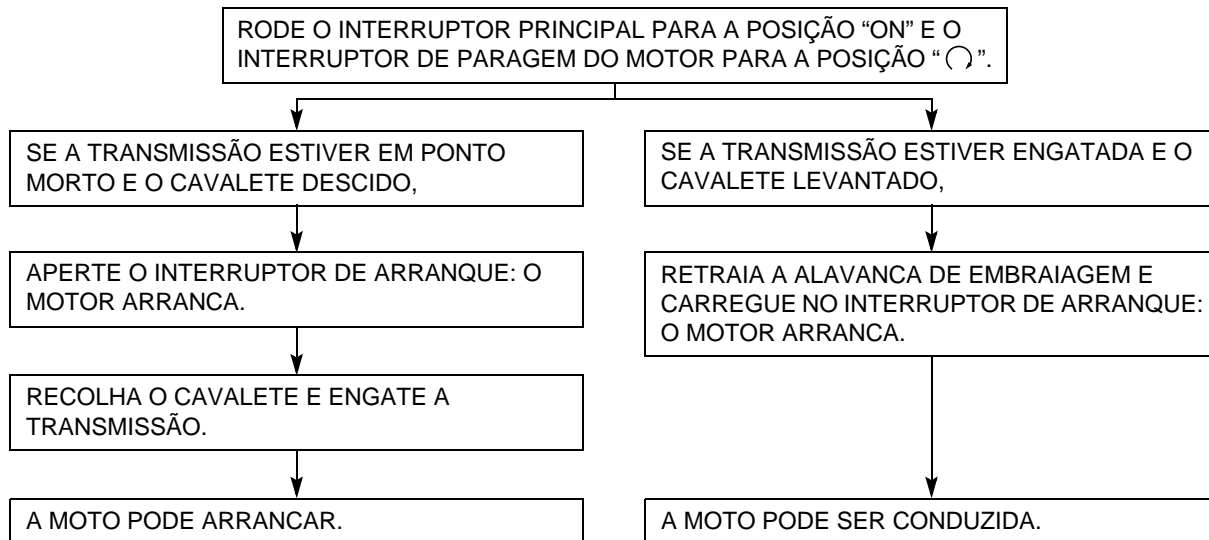 RODE O INTERRUPTOR PRINCIPAL PARA A POSIÇÃO “ON” E O
INTERRUPTOR DE PARAGEM DO MOTOR PARA A POSIÇÃO “ ”.
SE A TRANSMISSÃO ESTIVER EM PONTO
MORTO E O CAVALETE DESCIDO,
APERTE O INTERRUPTOR DE ARRANQUE: O
MOTOR ARRANCA.
RECOLHA O CAVALETE E ENGATE A
TRANSMISSÃO.
A MOTO PODE ARRANCAR.
SE A TRANSMISSÃO ESTIVER ENGATADA E O
CAVALETE LEVANTADO,
RETRAIA A ALAVANCA DE EMBRAIAGEM E
CARREGUE NO INTERRUPTOR DE ARRANQUE:
O MOTOR ARRANCA.
A MOTO PODE SER CONDUZIDA.